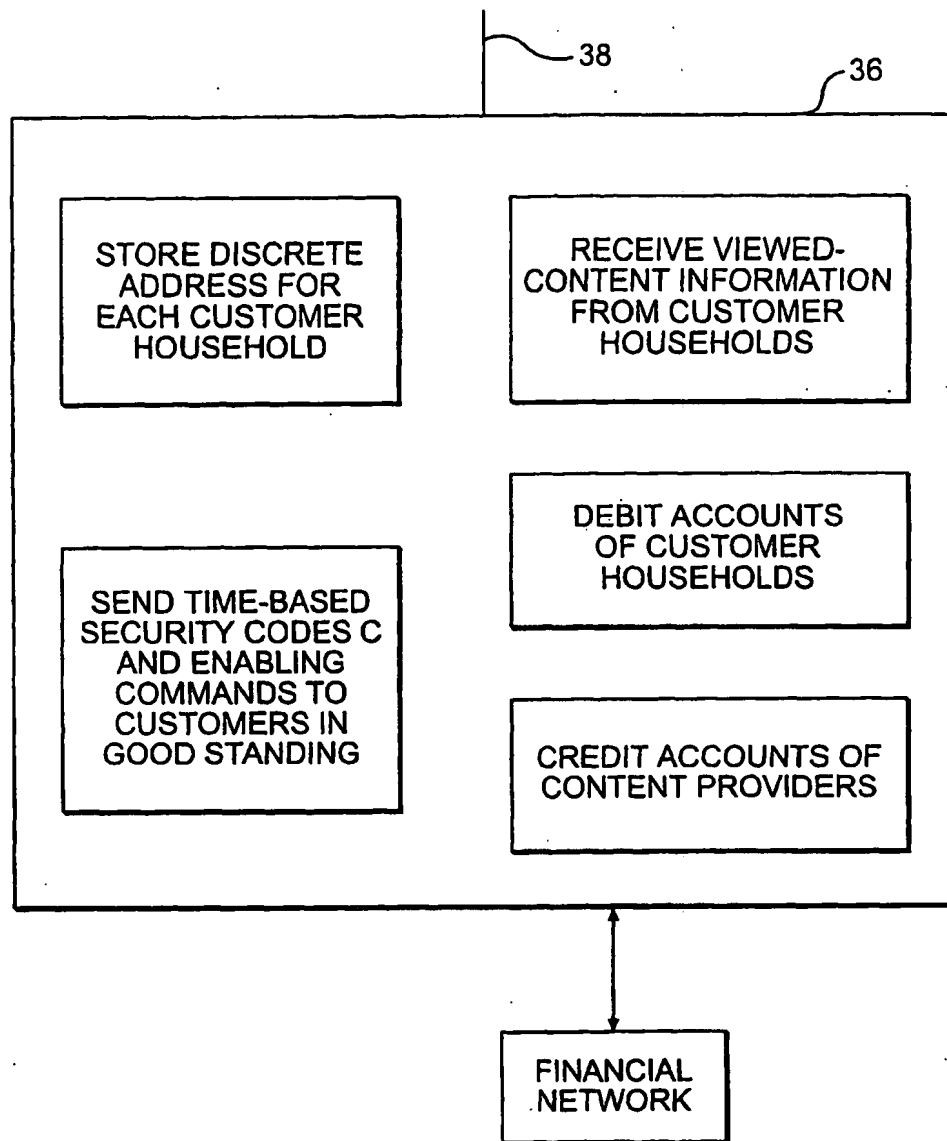 38
36
STORE DISCRETE
ADDRESS FOR
EACH CUSTOMER
HOUSEHOLD
RECEIVE VIEWED-
CONTENT INFORMATION
FROM CUSTOMER
HOUSEHOLDS
DEBIT ACCOUNTS
OF CUSTOMER
HOUSEHOLDS
SEND TIME-BASED
SECURITY CODES C
AND ENABLING
COMMANDS TO
CUSTOMERS IN
GOOD STANDING
CREDIT ACCOUNTS OF
CONTENT PROVIDERS
FINANCIAL
NETWORK